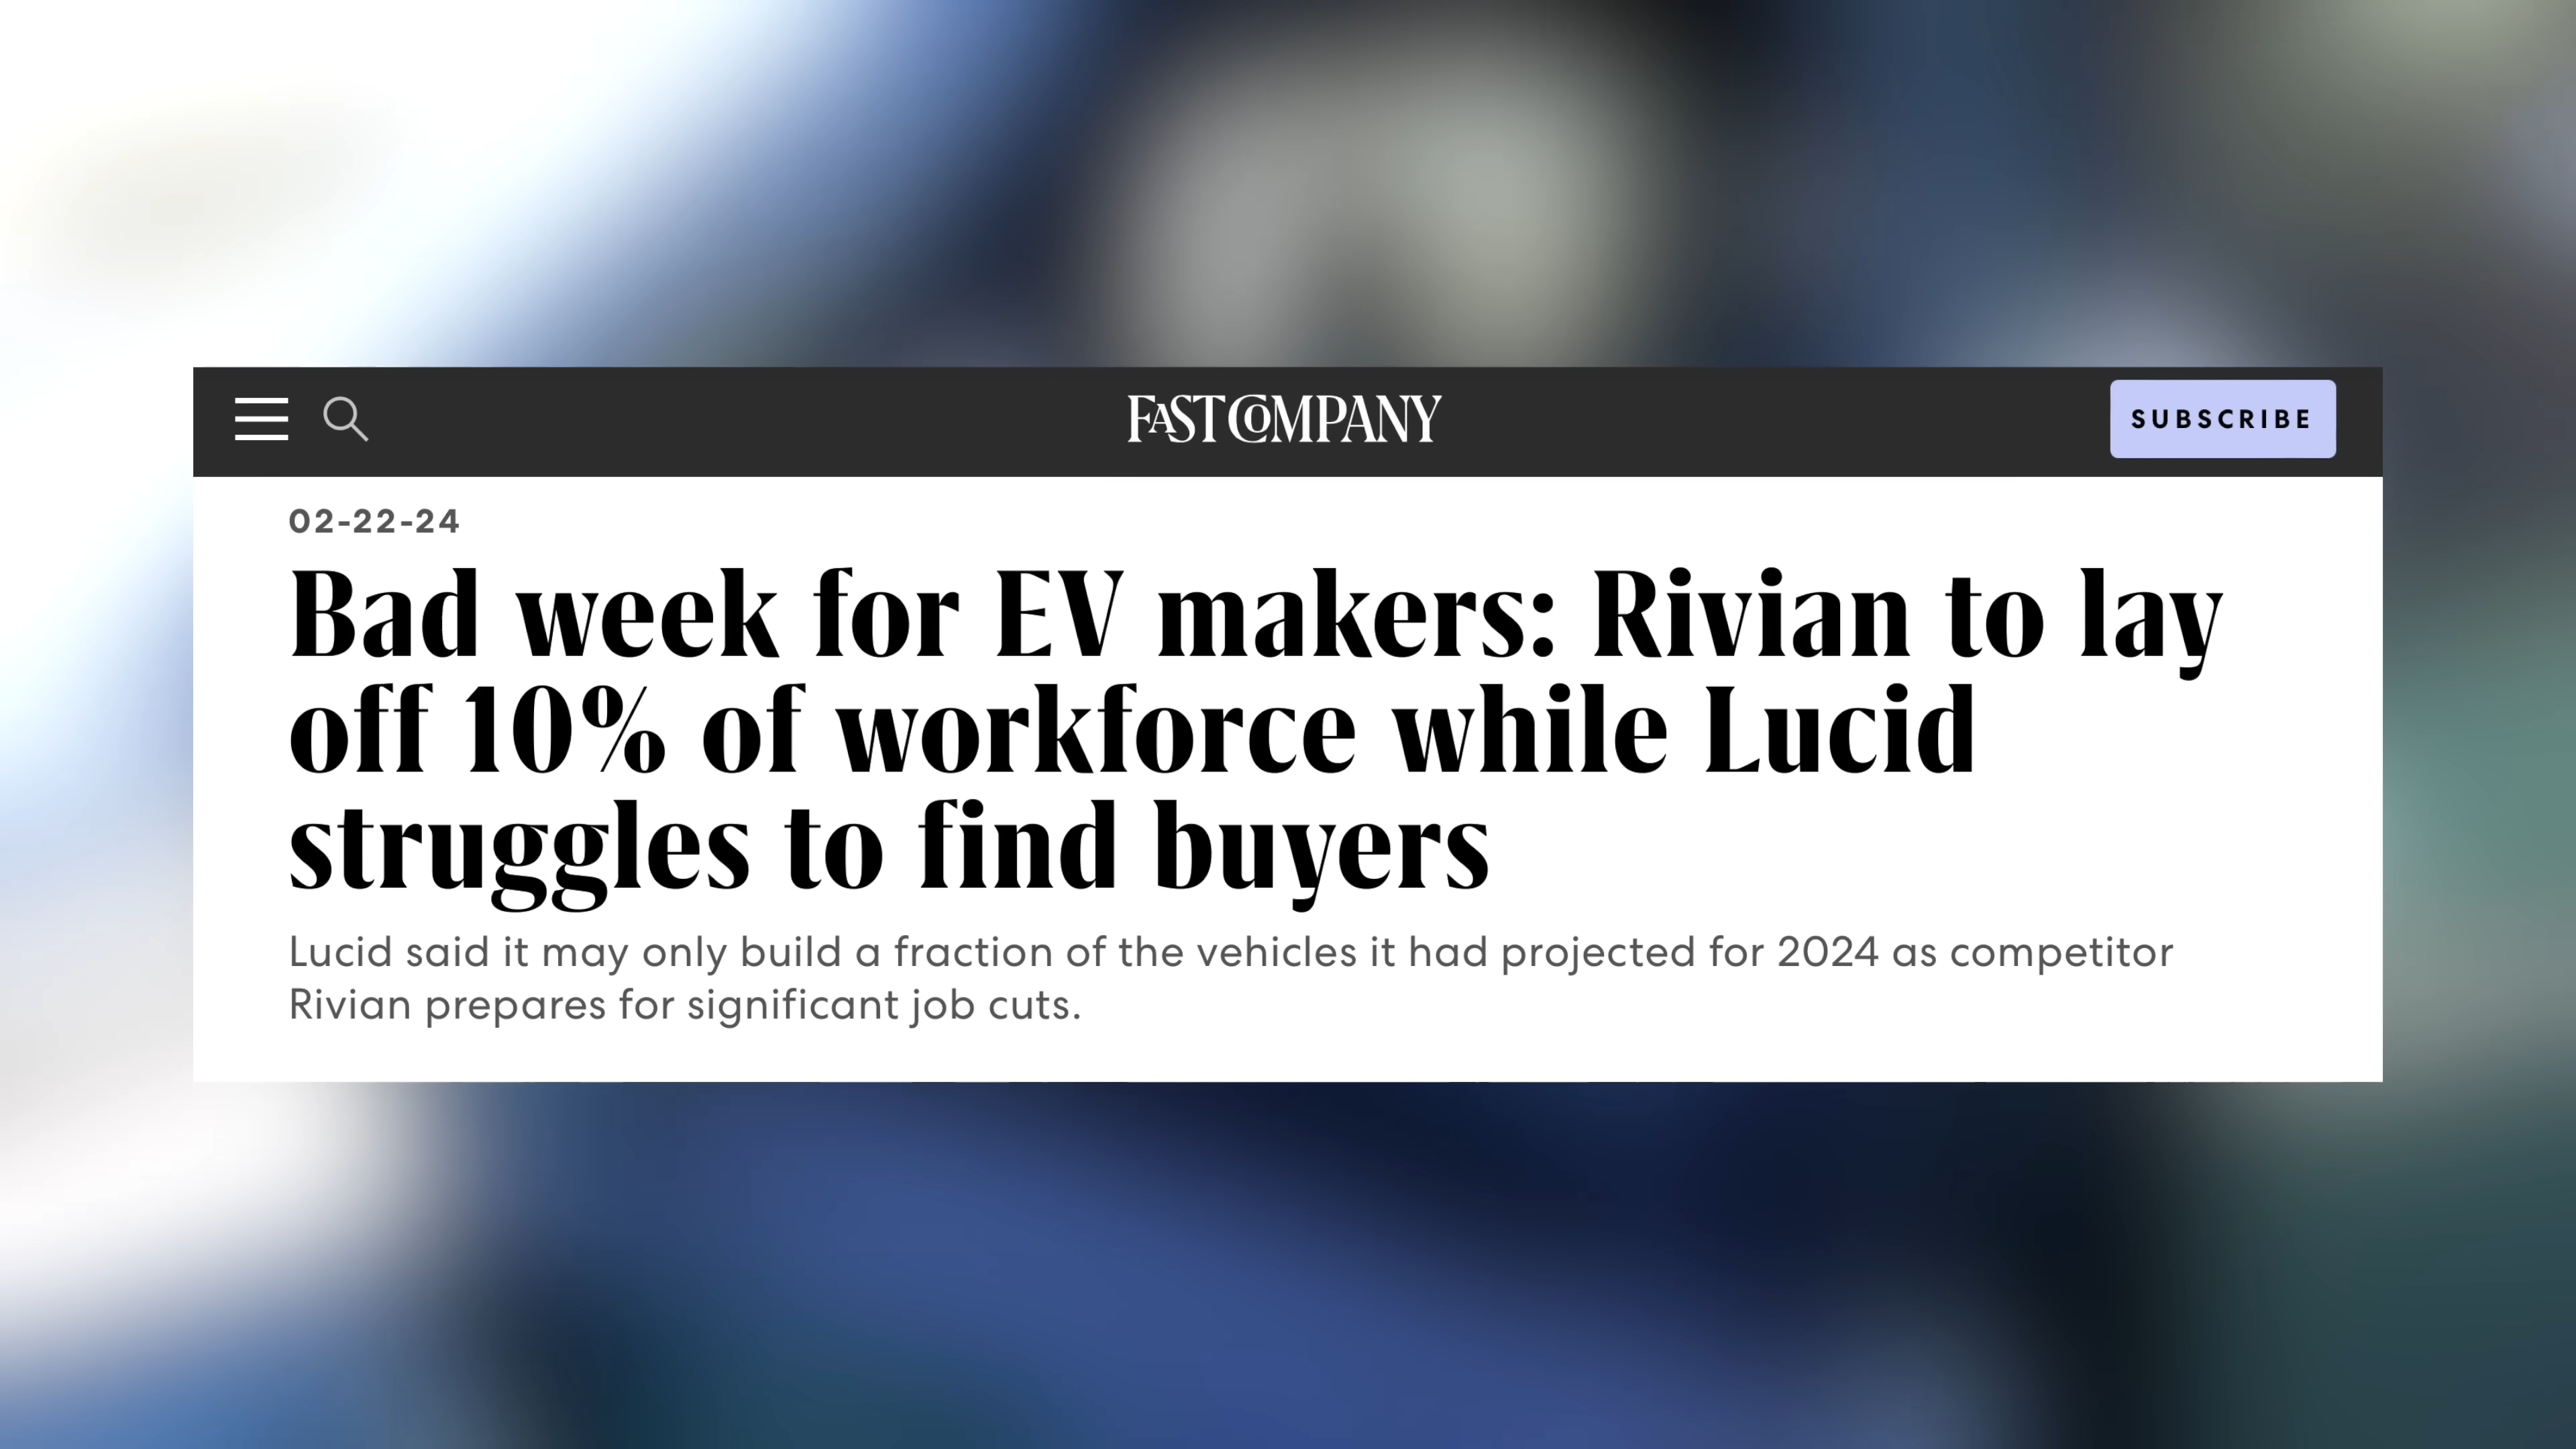 FAST COMPANY
SUBSCRIBE
02-22-24
Bad week for EV makers: Rivian to lay
off 10% of workforce while Lucid
struggles to find buyers
Lucid said it may only build a fraction of the vehicles it had projected for 2024 as competitor
Rivian prepares for significant job cuts.